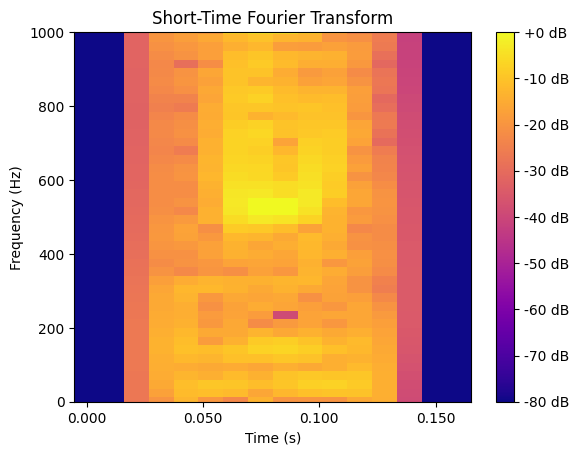 Short-Time Fourier Transform
1000
800
600
400
200
0
Frequency (Hz)
0.000
0.050
0.100
0.150
Time (s)
+0 dB
-10 dB
-20 dB
-30 dB
-40 dB
-50 dB
-60 dB
-70 dB
-80 dB